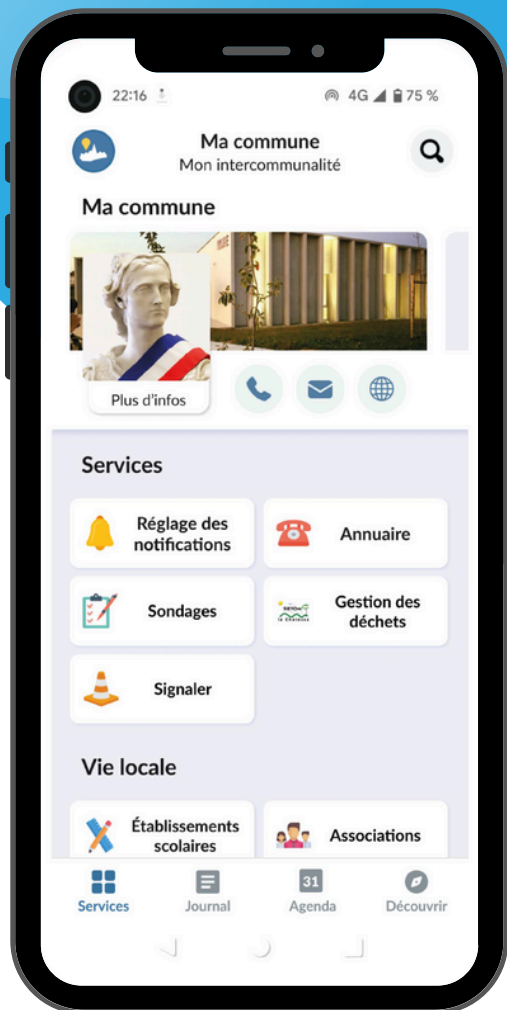 22:16
4G 75 %
Ma commune
Mon intercommunalité
Ma commune
Plus d'infos
Services
Réglage des
notifications
Annuaire
Sondages
Gestion des
déchets
Signaler
Vie locale
Établissements
scolaires
Associations
31
Services
Journal
Agenda
Découvrir